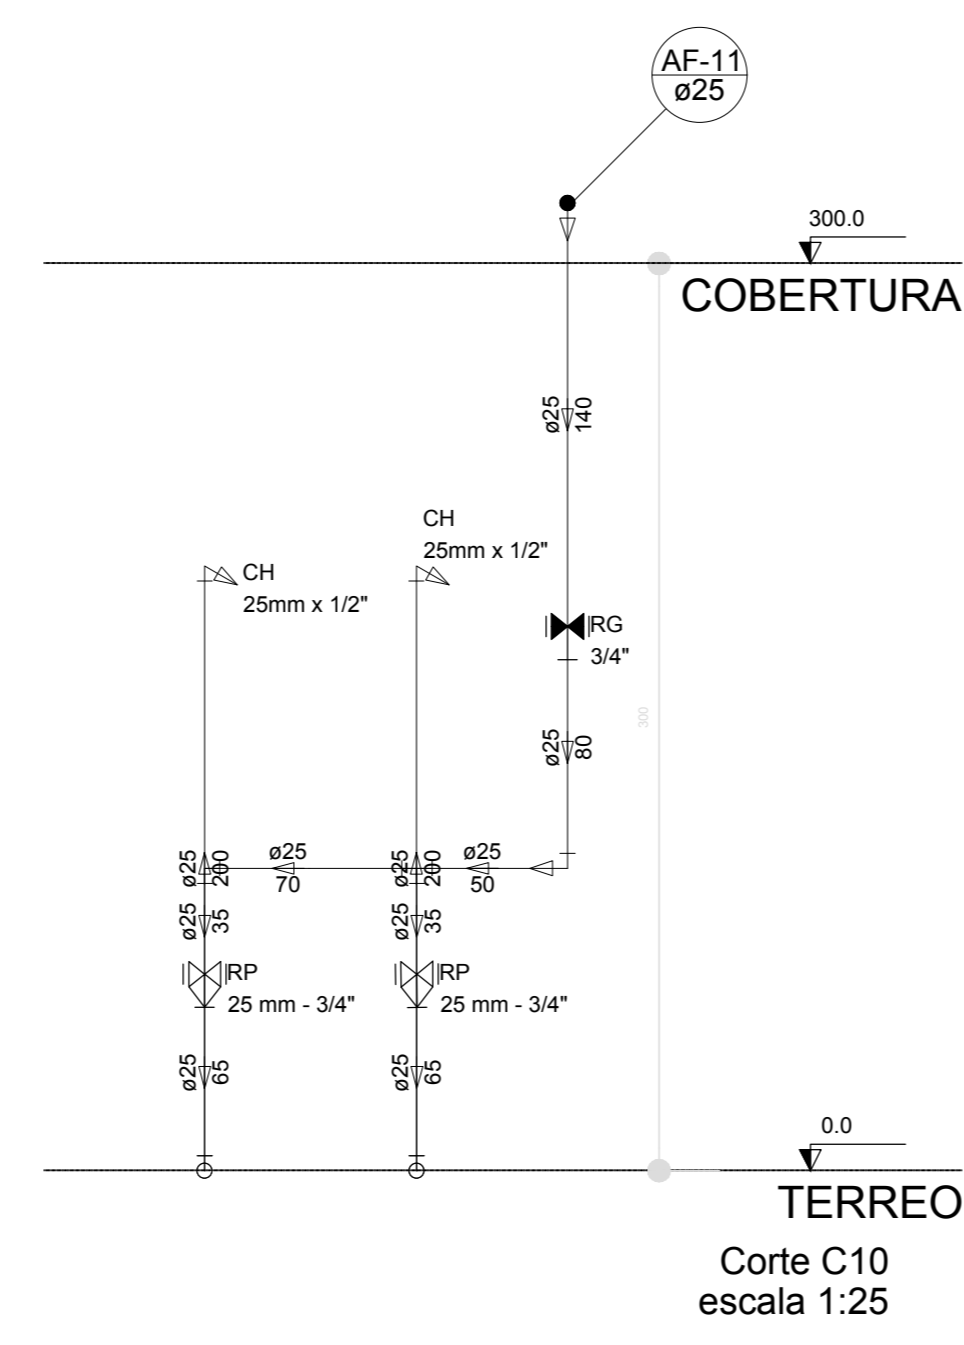 AF-11
ø25
300.0
COBERTURA
ø25
140
CH
25mm x 1/2"
CH
25mm x 1/2"
RG
3/4"
300
ø25
80
ø25
200
ø25
70
ø25
200
ø25
50
ø25
35
ø25
35
RP
25 mm - 3/4"
RP
25 mm - 3/4"
ø25
65
ø25
65
0.0
TERREO
Corte C10
escala 1:25